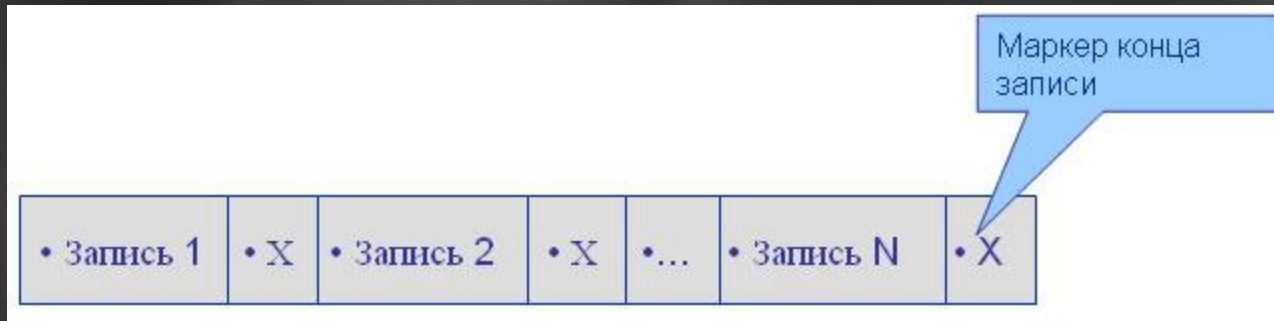 Маркер конца
записи
• Запись 1 • X • Запись 2 • X •... • Запись N • X